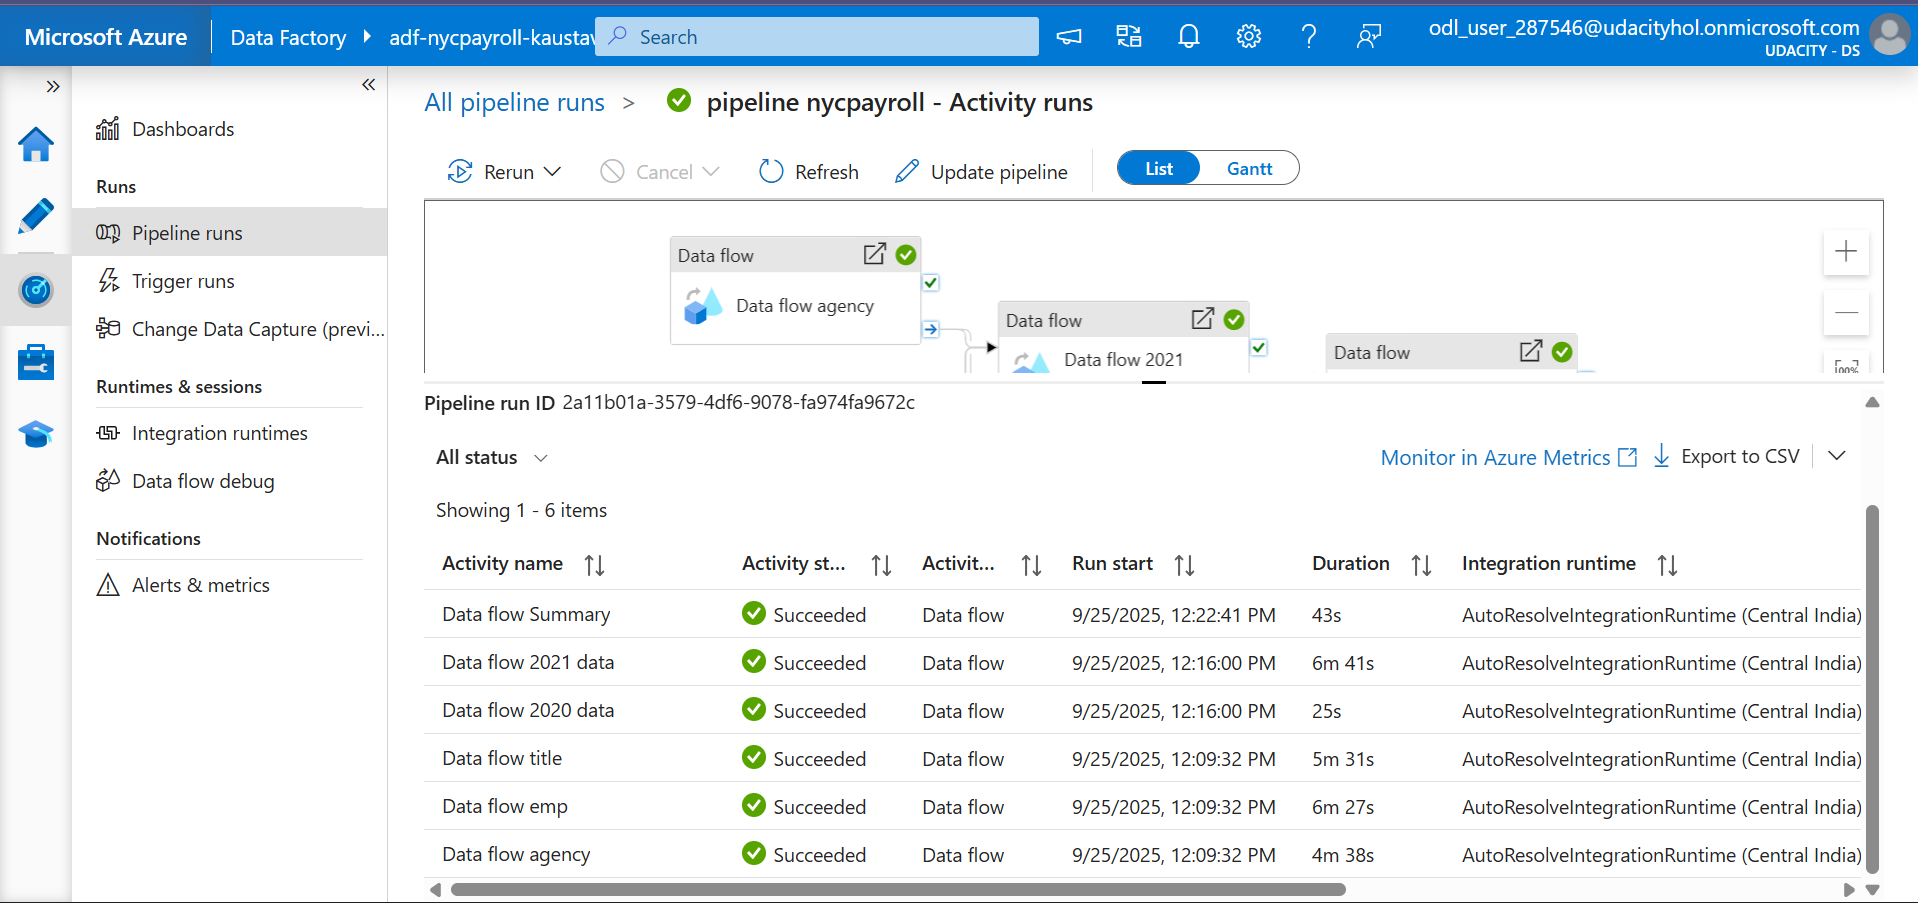 Microsoft Azure
Data Factory
adf-nycpayroll-kaustav
Search
odl_user_287546@udacityhol.onmicrosoft.com
UDACITY - DS
Dashboards
Runs
Pipeline runs
Trigger runs
Change Data Capture (previ...
Runtimes & sessions
Integration runtimes
Data flow debug
Notifications
Alerts & metrics
All pipeline runs > pipeline nycpayroll - Activity runs
Rerun
Cancel
Refresh
Update pipeline
List
Gantt
Data flow
Data flow agency
Data flow
Data flow 2021
Data flow
100%
Pipeline run ID 2a11b01a-3579-4df6-9078-fa974fa9672c
All status
Monitor in Azure Metrics
Export to CSV
Showing 1 - 6 items
Activity name Activity st... Activit... Run start Duration Integration runtime
Data flow Summary Succeeded Data flow 9/25/2025, 12:22:41 PM 43s AutoResolveIntegrationRuntime (Central India)
Data flow 2021 data Succeeded Data flow 9/25/2025, 12:16:00 PM 6m 41s AutoResolveIntegrationRuntime (Central India)
Data flow 2020 data Succeeded Data flow 9/25/2025, 12:16:00 PM 25s AutoResolveIntegrationRuntime (Central India)
Data flow title Succeeded Data flow 9/25/2025, 12:09:32 PM 5m 31s AutoResolveIntegrationRuntime (Central India)
Data flow emp Succeeded Data flow 9/25/2025, 12:09:32 PM 6m 27s AutoResolveIntegrationRuntime (Central India)
Data flow agency Succeeded Data flow 9/25/2025, 12:09:32 PM 4m 38s AutoResolveIntegrationRuntime (Central India)